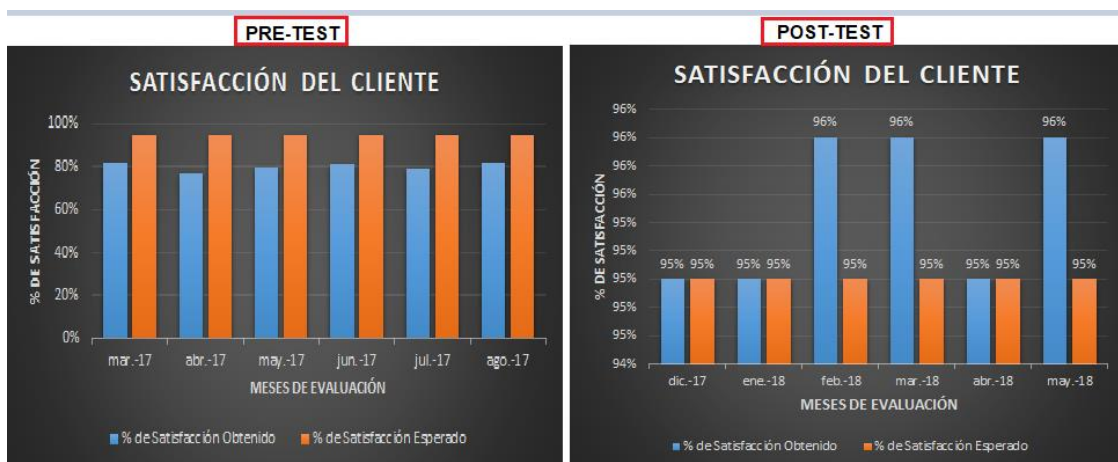 PRE-TEST
SATISFACCIÓN DEL CLIENTE
% DE SATISFACCIÓN
100%
80%
60%
40%
20%
0%
mar.-17 abr.-17 may.-17 jun.-17 jul.-17 ago.-17
MESES DE EVALUACIÓN
% de Satisfacción Obtenido % de Satisfacción Esperado
POST-TEST
SATISFACCIÓN DEL CLIENTE
% DE SATISFACCIÓN
96%
96%
96%
96%
95%
95%
95%
95%
95%
94%
95% 95% 95% 95% 96% 95% 96% 95% 95% 95% 96% 95%
dic.-17 ene.-18 feb.-18 mar.-18 abr.-18 may.-18
MESES DE EVALUACIÓN
% de Satisfacción Obtenido % de Satisfacción Esperado